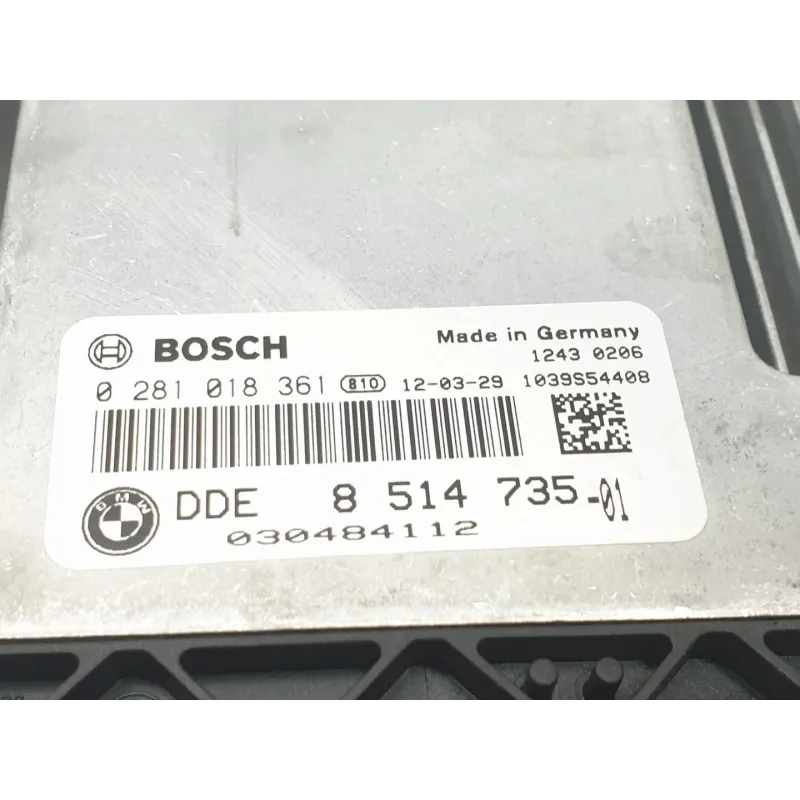 BOSCH Made in Germany
1243 0206
0 281 018 361 810 12-03-29 1039S54408
BMW DDE 8 514 735-01
030484112